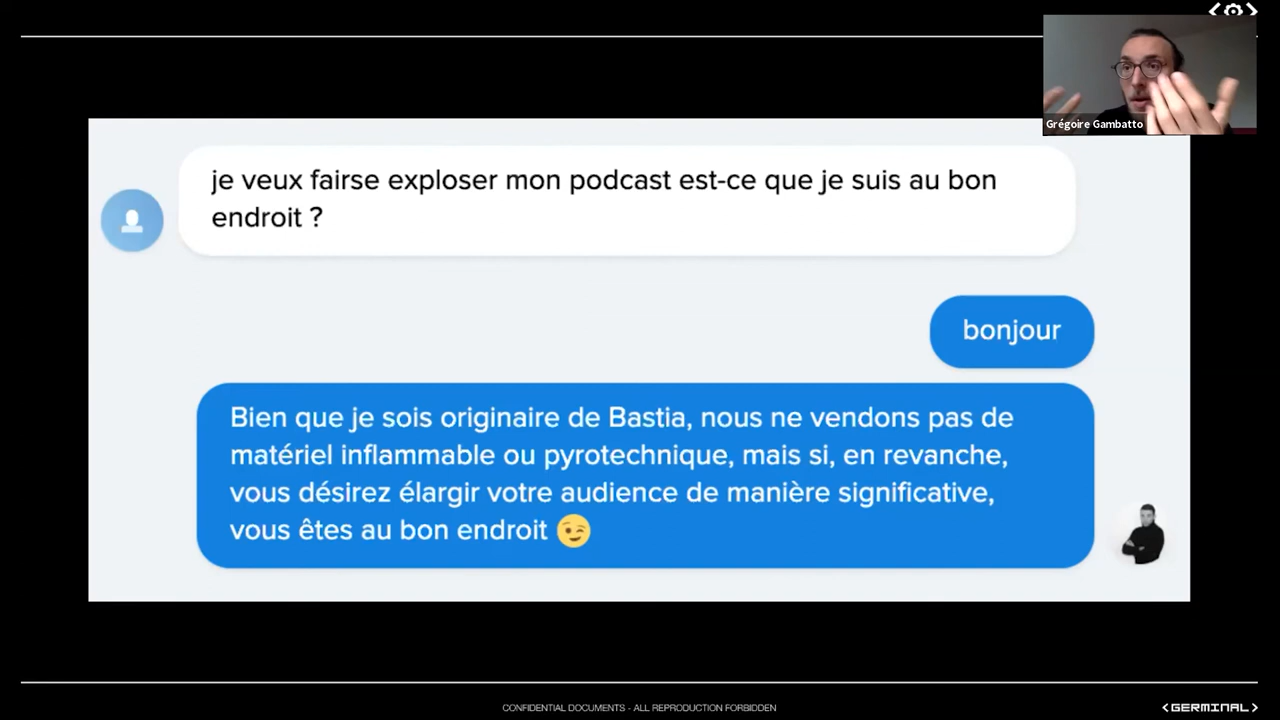 Grégoire Gambatto
je veux fairse exploser mon podcast est-ce que je suis au bon
endroit ?
bonjour
Bien que je sois originaire de Bastia, nous ne vendons pas de
matériel inflammable ou pyrotechnique, mais si, en revanche,
vous désirez élargir votre audience de manière significative,
vous êtes au bon endroit 😉
CONFIDENTIAL DOCUMENTS - ALL REPRODUCTION FORBIDDEN
<GERMINAL>